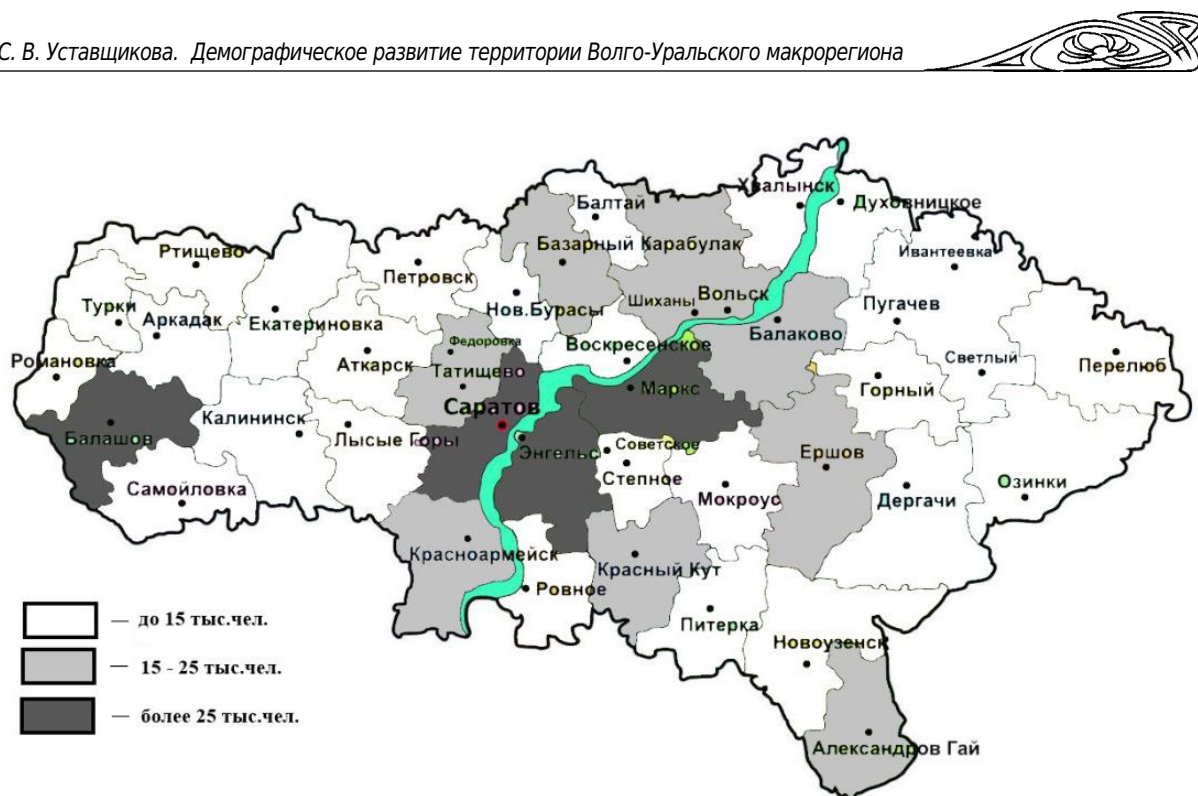 С. В. Уставщикова. Демографическое развитие территории Волго-Уральского макрорегиона
Хвалынск
Балтай
Духовницкое
Базарный Карабулак
Ртищево
Ивантеевка
Петровск
Турки
Аркадак
Екатериновка
Нов.Бурасы
Шиханы
Вольск
Пугачев
Балаково
Федоровка
Воскресенское
Романовка
Аткарск
Татищево
Светлый
Перелюб
Маркс
Горный
Саратов
Калининск
Балашов
Лысые Горы
Энгельс
Советское
Степное
Ершов
Самойловка
Мокроус
Дергачи
Озинки
Красноармейск
Красный Кут
Ровное
Питерка
Новоузенск
Александров Гай
— до 15 тыс.чел.
— 15 - 25 тыс.чел.
— более 25 тыс.чел.